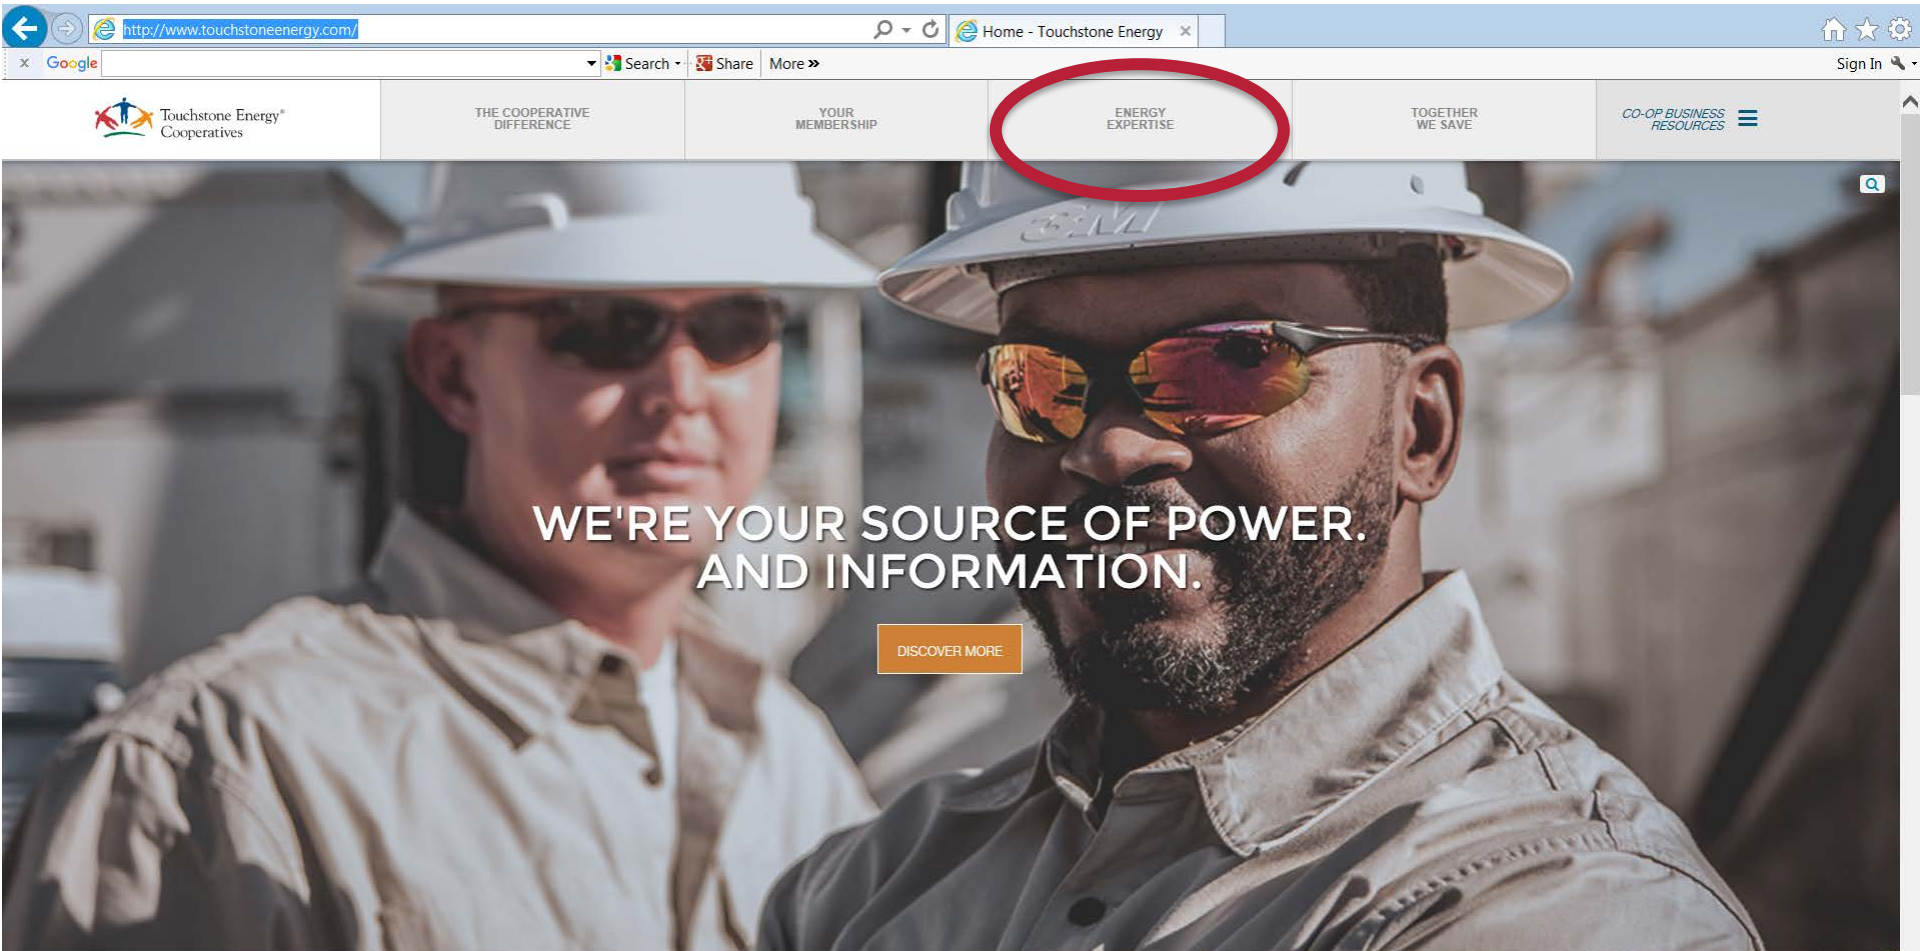 http://www.touchstoneenergy.com/
Home - Touchstone Energy
Google
Search
Share
More »
Sign In
Touchstone Energy®
Cooperatives
THE COOPERATIVE
DIFFERENCE
YOUR
MEMBERSHIP
ENERGY
EXPERTISE
TOGETHER
WE SAVE
CO-OP BUSINESS
RESOURCES
3M
WE'RE YOUR SOURCE OF POWER.
AND INFORMATION.
DISCOVER MORE